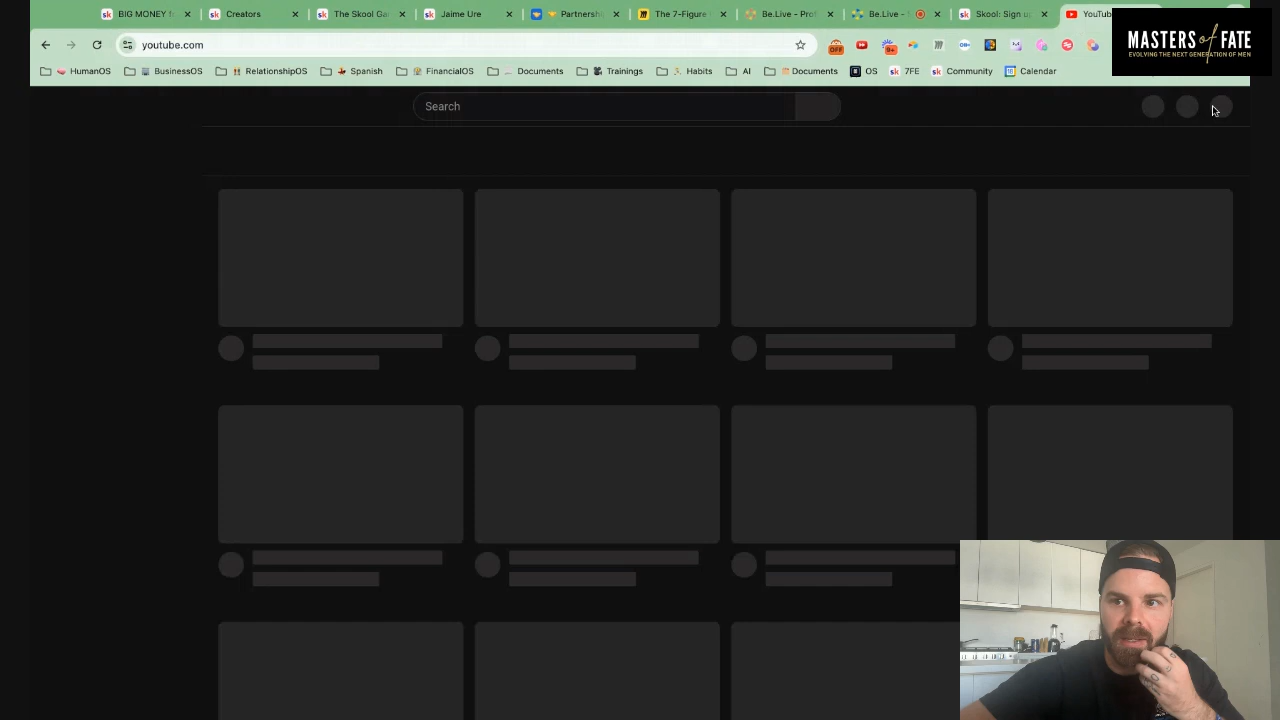 BIG MONEY f
Creators
The Skool Ga
Jaime Ure
Partnersh
The 7-Figure
Be.Live - Prof
Be.Live -
Skool: Sign u
YouTub
youtube.com
OFF
9+
HumanOS
BusinessOS
RelationshipOS
Spanish
FinancialOS
Documents
Trainings
Habits
AI
Documents
OS
7FE
Community
Calendar
MASTERS of FATE
EVOLVING THE NEXT GENERATION OF MEN
Search